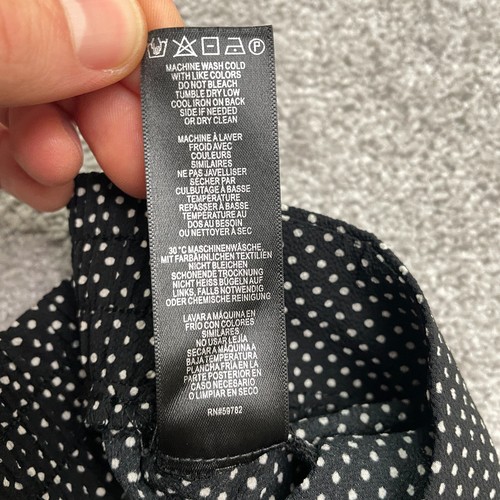 P
MACHINE WASH COLD
WITH LIKE COLORS
DO NOT BLEACH
TUMBLE DRY LOW
COOL IRON ON BACK
SIDE IF NEEDED
OR DRY CLEAN
MACHINE À LAVER
FROID AVEC
COULEURS
SIMILAIRES
NE PAS JAVELLISER
SÉCHER PAR
CULBUTAGE À BASSE
TEMPÉRATURE
REPASSER À BASSE
TEMPÉRATURE AU
DOS AU BESOIN
OU NETTOYER À SEC
30 °C MASCHINENWÄSCHE,
MIT FARBÄHNLICHEN TEXTILIEN
NICHT BLEICHEN
SCHONENDE TROCKNUNG
NICHT HEISS BÜGELN AUF
LINKS, FALLS NOTWENDIG
ODER CHEMISCHE REINIGUNG
LAVAR A MÁQUINA EN
FRÍO CON COLORES
SIMILARES
NO USAR LEJÍA
SECAR A MÁQUINA A
BAJA TEMPERATURA
PLANCHA FRÍA EN LA
PARTE POSTERIOR EN
CASO NECESARIO
O LIMPIAR EN SECO
RN#59782